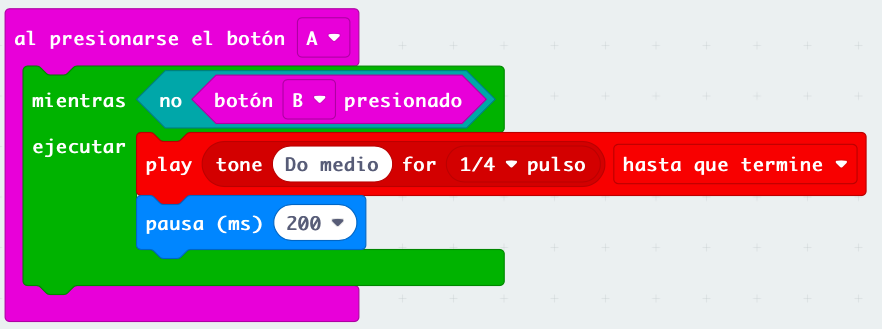 al presionarse el botón A
mientras no botón B presionado
ejecutar
play tone Do medio for 1/4 pulso hasta que termine
pausa (ms) 200